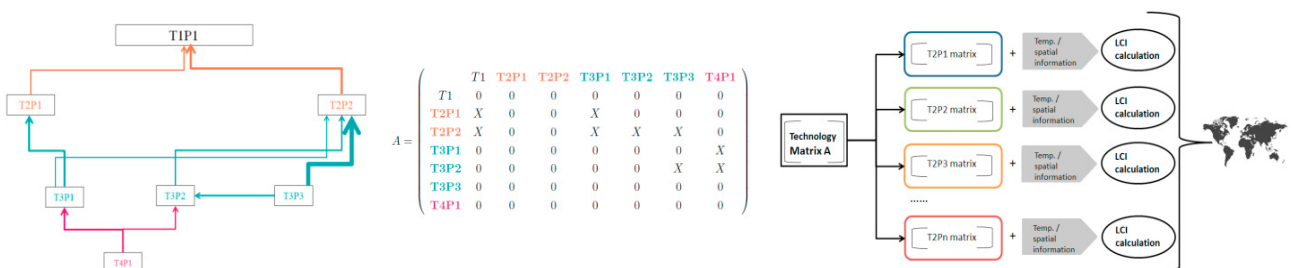 T1P1
T2P1 T2P2
T3P1 T3P2 T3P3
T4P1
T1 T2P1 T2P2 T3P1 T3P2 T3P3 T4P1
T1 0 0 0 0 0 0 0
T2P1 X 0 0 X 0 0 0
A = T2P2 X 0 0 X X X 0
T3P1 0 0 0 0 0 0 X
T3P2 0 0 0 0 0 X X
T3P3 0 0 0 0 0 0 0
T4P1 0 0 0 0 0 0 0
Technology
Matrix A
T2P1 matrix + Temp. /
spatial
information
LCI
calculation
T2P2 matrix + Temp. /
spatial
information
LCI
calculation
T2P3 matrix + Temp. /
spatial
information
LCI
calculation
......
T2Pn matrix + Temp. /
spatial
information
LCI
calculation